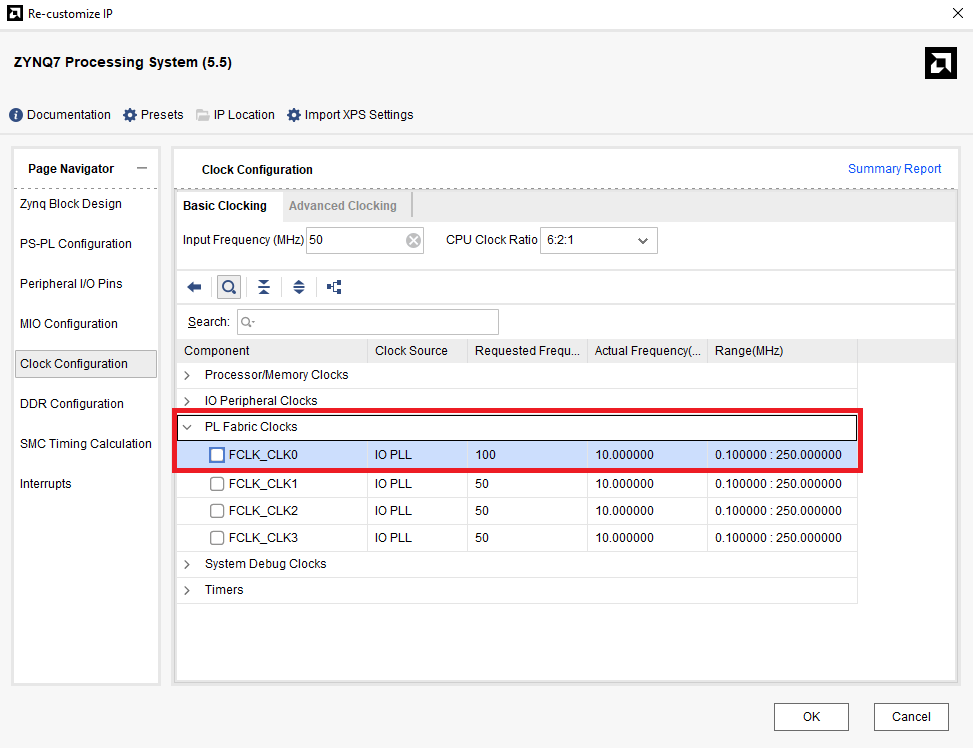 Re-customize IP
ZYNQ7 Processing System (5.5)
Documentation Presets IP Location Import XPS Settings
Page Navigator
Zynq Block Design
PS-PL Configuration
Peripheral I/O Pins
MIO Configuration
Clock Configuration
DDR Configuration
SMC Timing Calculation
Interrupts
Clock Configuration Summary Report
Basic Clocking Advanced Clocking
Input Frequency (MHz) 50 CPU Clock Ratio 6:2:1
Search:
Component Clock Source Requested Frequ... Actual Frequency(... Range(MHz)
Processor/Memory Clocks
IO Peripheral Clocks
PL Fabric Clocks
FCLK_CLK0 IO PLL 100 10.000000 0.100000 : 250.000000
FCLK_CLK1 IO PLL 50 10.000000 0.100000 : 250.000000
FCLK_CLK2 IO PLL 50 10.000000 0.100000 : 250.000000
FCLK_CLK3 IO PLL 50 10.000000 0.100000 : 250.000000
System Debug Clocks
Timers
OK Cancel